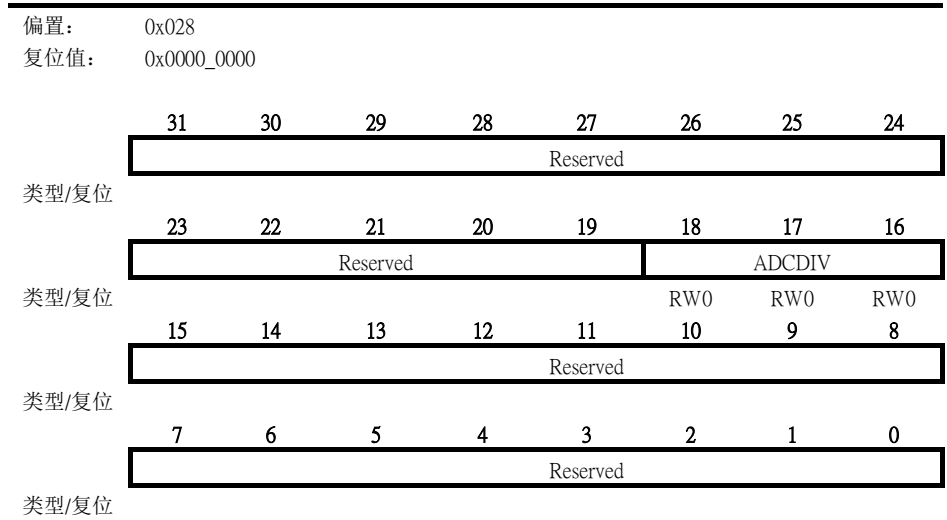 偏置： 0x028
复位值： 0x0000_0000
31 30 29 28 27 26 25 24
Reserved
类型/复位
23 22 21 20 19 18 17 16
Reserved ADCDIV
类型/复位 RW0 RW0 RW0
15 14 13 12 11 10 9 8
Reserved
类型/复位
7 6 5 4 3 2 1 0
Reserved
类型/复位